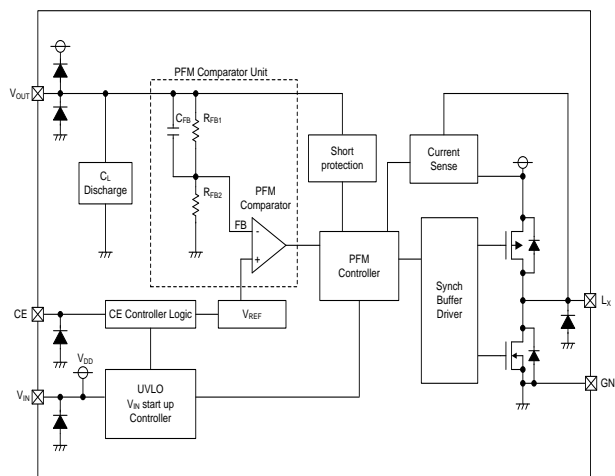 PFM Comparator Unit
VOUT
CFB
RFB1
Short
protection
Current
Sense
CL
Discharge
RFB2
PFM
Comparator
FB
-
+
PFM
Controller
Synch
Buffer
Driver
CE
CE Controller Logic
VREF
LX
VDD
VIN
UVLO
VIN start up
Controller
GN